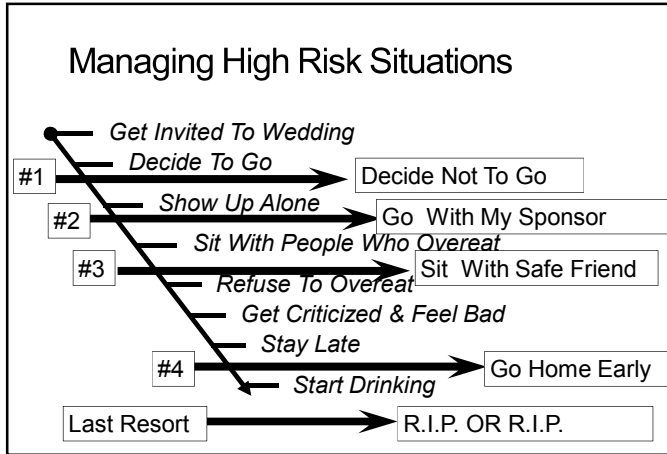 Managing High Risk Situations
Get Invited To Wedding
Decide To Go
#1
Decide Not To Go
Show Up Alone
#2
Go With My Sponsor
Sit With People Who Overeat
#3
Sit With Safe Friend
Refuse To Overeat
Get Criticized & Feel Bad
Stay Late
#4
Go Home Early
Start Drinking
Last Resort
R.I.P. OR R.I.P.